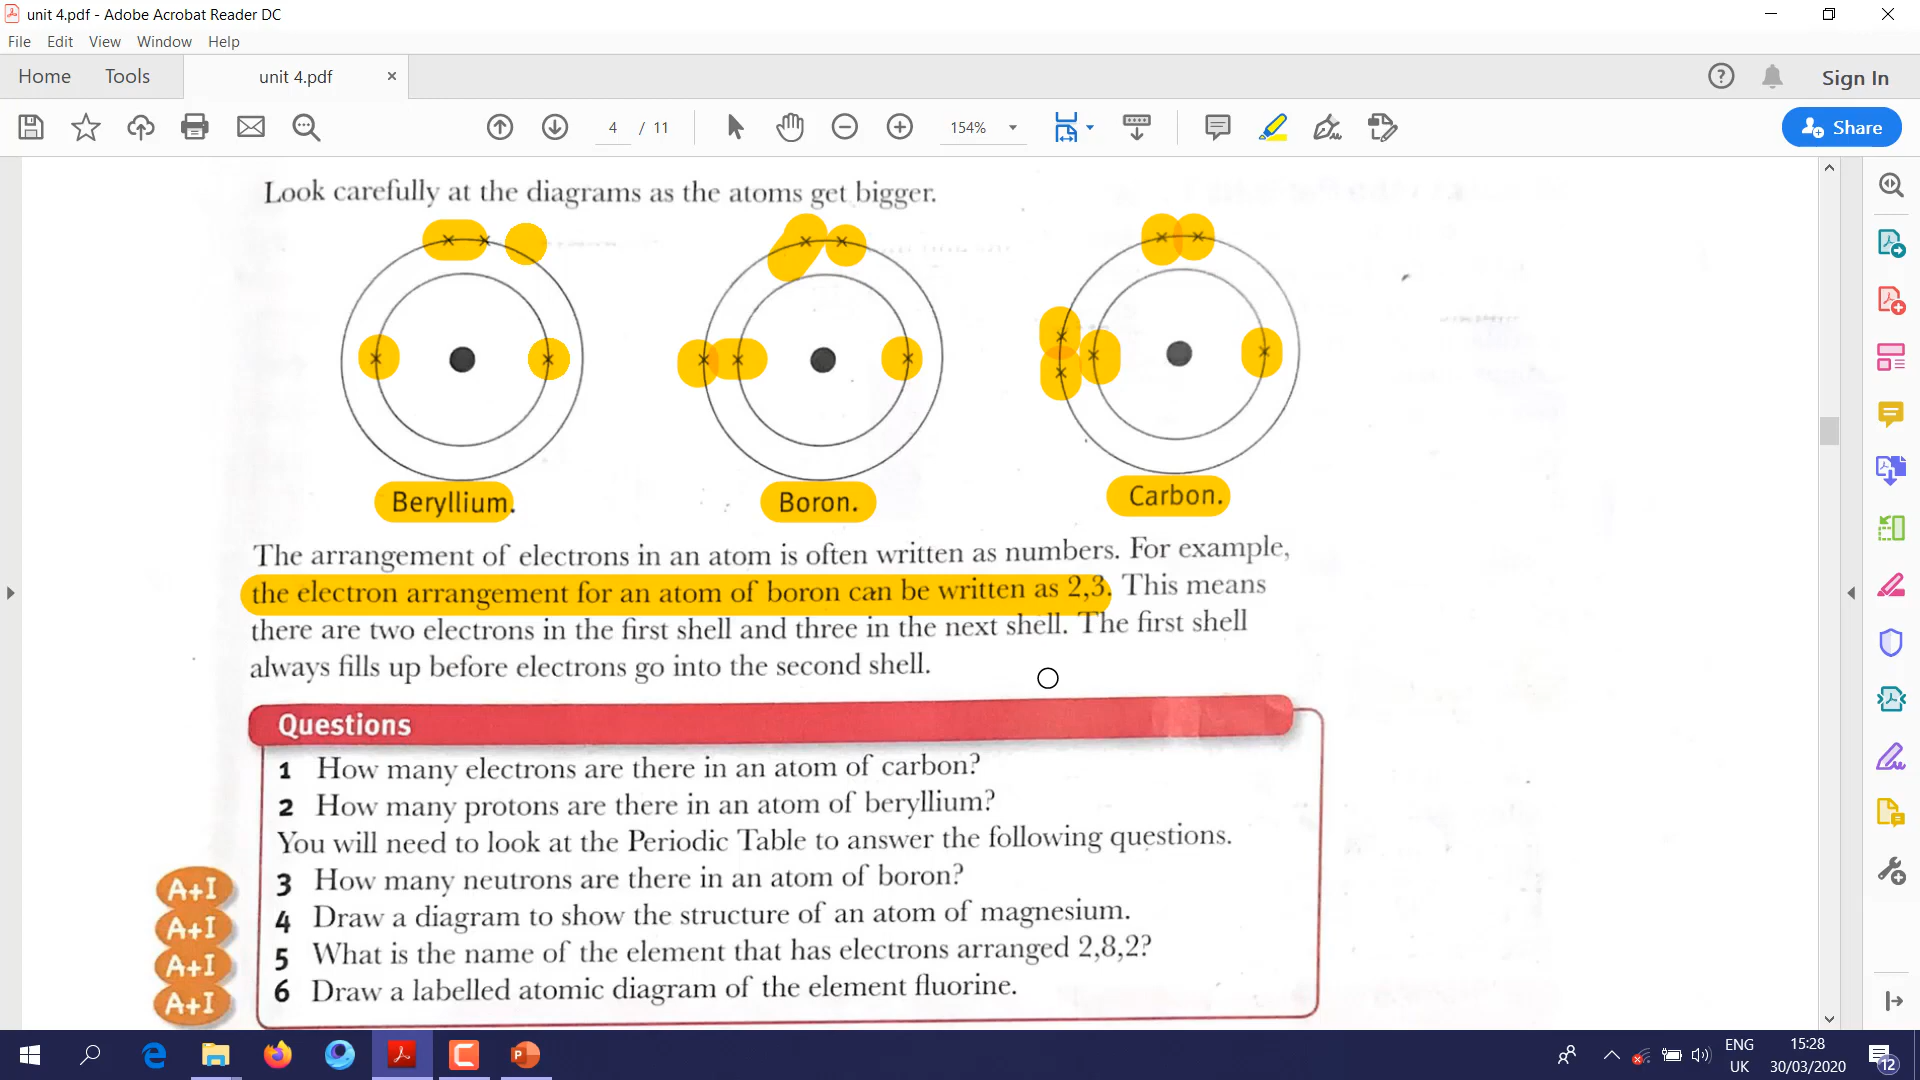 unit 4.pdf - Adobe Acrobat Reader DC
File Edit View Window Help
Home Tools unit 4.pdf × ? Sign In
4 / 11 154% Share
Look carefully at the diagrams as the atoms get bigger.
Beryllium. Boron. Carbon.
The arrangement of electrons in an atom is often written as numbers. For example,
the electron arrangement for an atom of boron can be written as 2,3. This means
there are two electrons in the first shell and three in the next shell. The first shell
always fills up before electrons go into the second shell.
Questions
1 How many electrons are there in an atom of carbon?
2 How many protons are there in an atom of beryllium?
You will need to look at the Periodic Table to answer the following questions.
A+I 3 How many neutrons are there in an atom of boron?
A+I 4 Draw a diagram to show the structure of an atom of magnesium.
A+I 5 What is the name of the element that has electrons arranged 2,8,2?
A+I 6 Draw a labelled atomic diagram of the element fluorine.
ENG 15:28
UK 30/03/2020 12